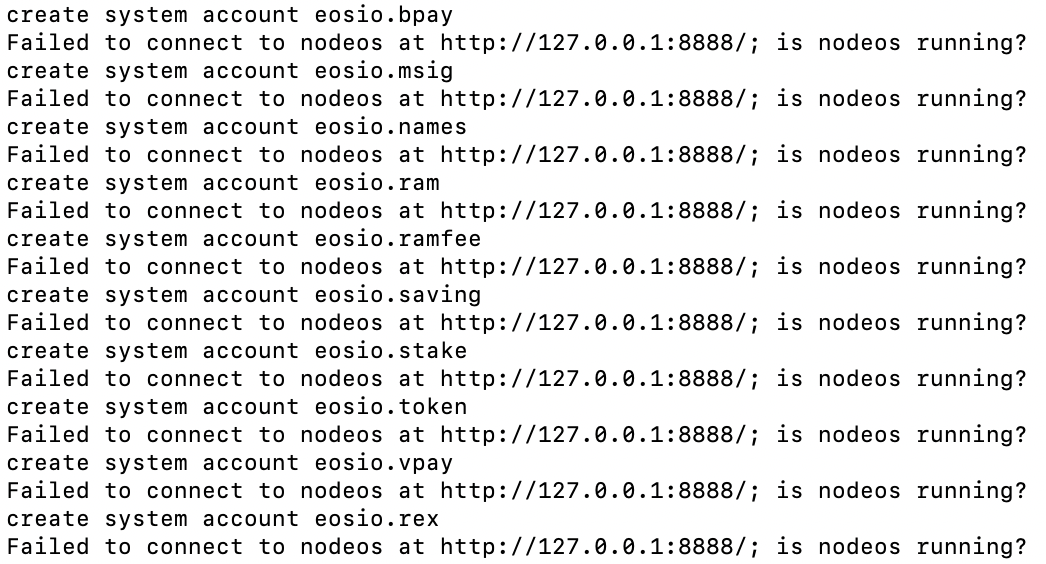 create system account eosio.bpay
Failed to connect to nodeos at http://127.0.0.1:8888/; is nodeos running?
create system account eosio.msig
Failed to connect to nodeos at http://127.0.0.1:8888/; is nodeos running?
create system account eosio.names
Failed to connect to nodeos at http://127.0.0.1:8888/; is nodeos running?
create system account eosio.ram
Failed to connect to nodeos at http://127.0.0.1:8888/; is nodeos running?
create system account eosio.ramfee
Failed to connect to nodeos at http://127.0.0.1:8888/; is nodeos running?
create system account eosio.saving
Failed to connect to nodeos at http://127.0.0.1:8888/; is nodeos running?
create system account eosio.stake
Failed to connect to nodeos at http://127.0.0.1:8888/; is nodeos running?
create system account eosio.token
Failed to connect to nodeos at http://127.0.0.1:8888/; is nodeos running?
create system account eosio.vpay
Failed to connect to nodeos at http://127.0.0.1:8888/; is nodeos running?
create system account eosio.rex
Failed to connect to nodeos at http://127.0.0.1:8888/; is nodeos running?